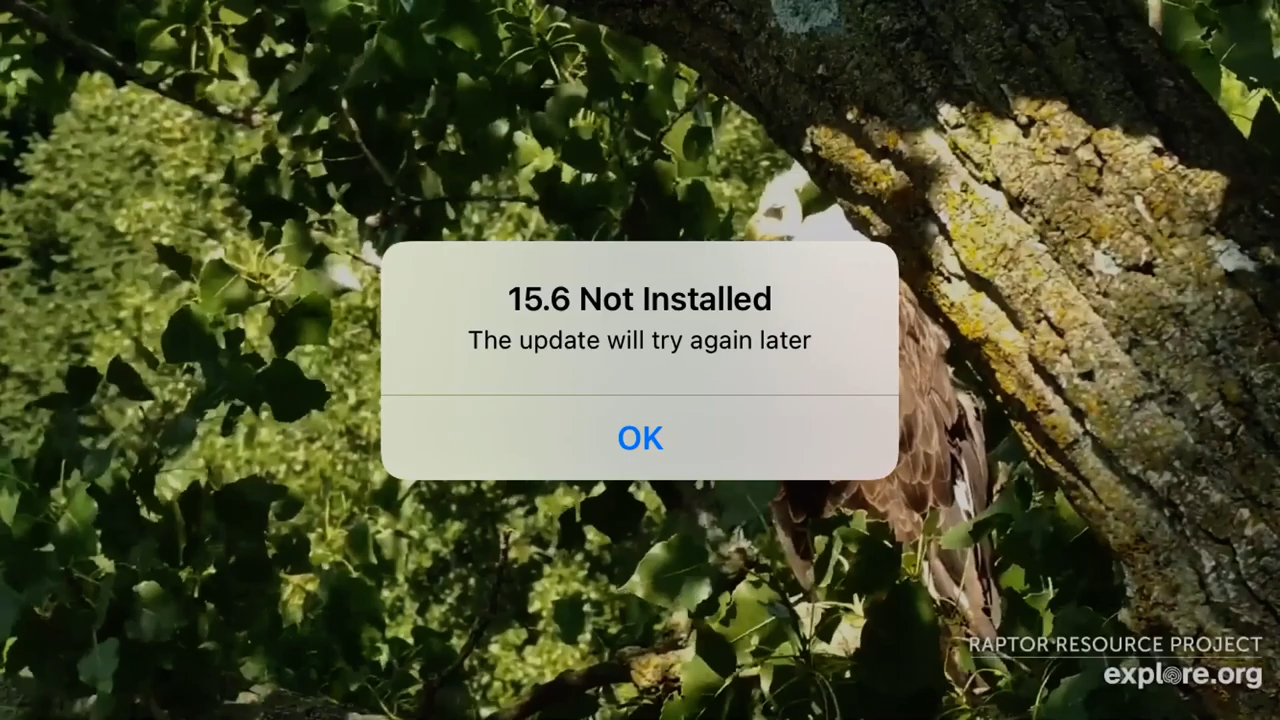 15.6 Not Installed
The update will try again later
OK
RAPTOR RESOURCE PROJECT
explore.org